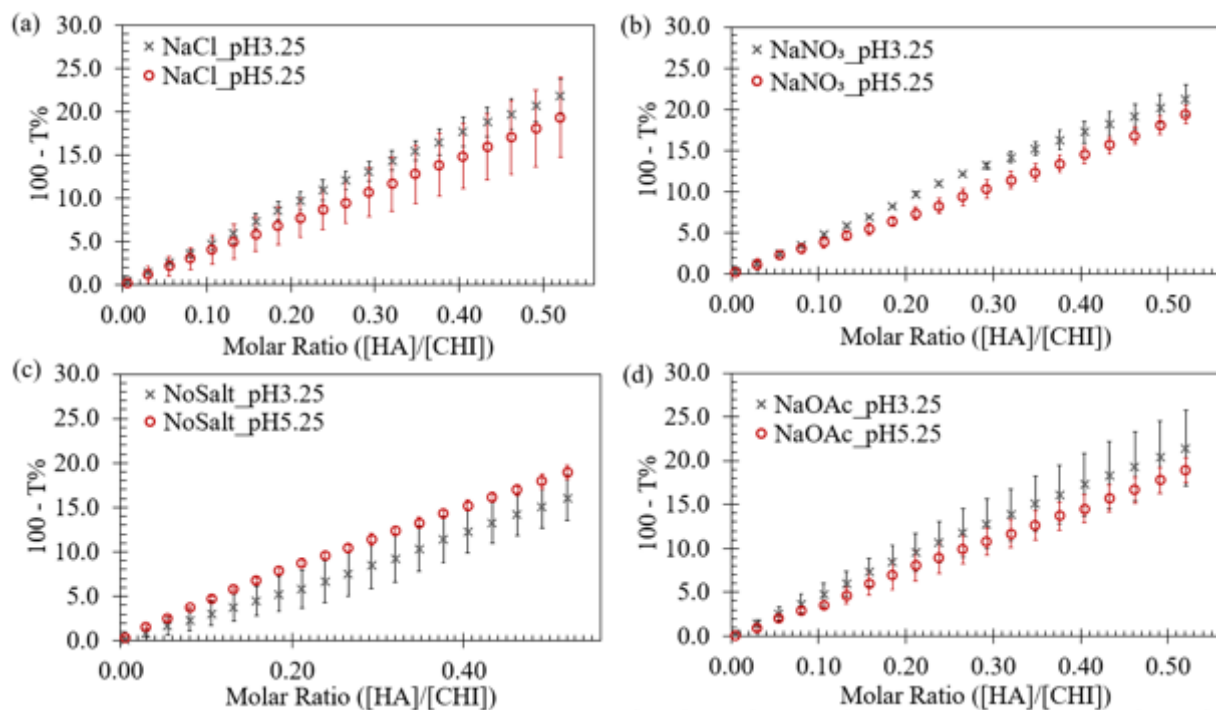 (a)
30.0
25.0
20.0
15.0
10.0
5.0
0.0
100 - T%
NaCl_pH3.25
NaCl_pH5.25
0.00 0.10 0.20 0.30 0.40 0.50
Molar Ratio ([HA]/[CHI])
(b)
30.0
25.0
20.0
15.0
10.0
5.0
0.0
100 - T%
NaNO₃_pH3.25
NaNO₃_pH5.25
0.00 0.10 0.20 0.30 0.40 0.50
Molar Ratio ([HA]/[CHI])
(c)
30.0
25.0
20.0
15.0
10.0
5.0
0.0
100 - T%
NoSalt_pH3.25
NoSalt_pH5.25
0.00 0.20 0.40
Molar Ratio ([HA]/[CHI])
(d)
30.0
25.0
20.0
15.0
10.0
5.0
0.0
100 - T%
NaOAc_pH3.25
NaOAc_pH5.25
0.00 0.10 0.20 0.30 0.40 0.50
Molar Ratio ([HA]/[CHI])